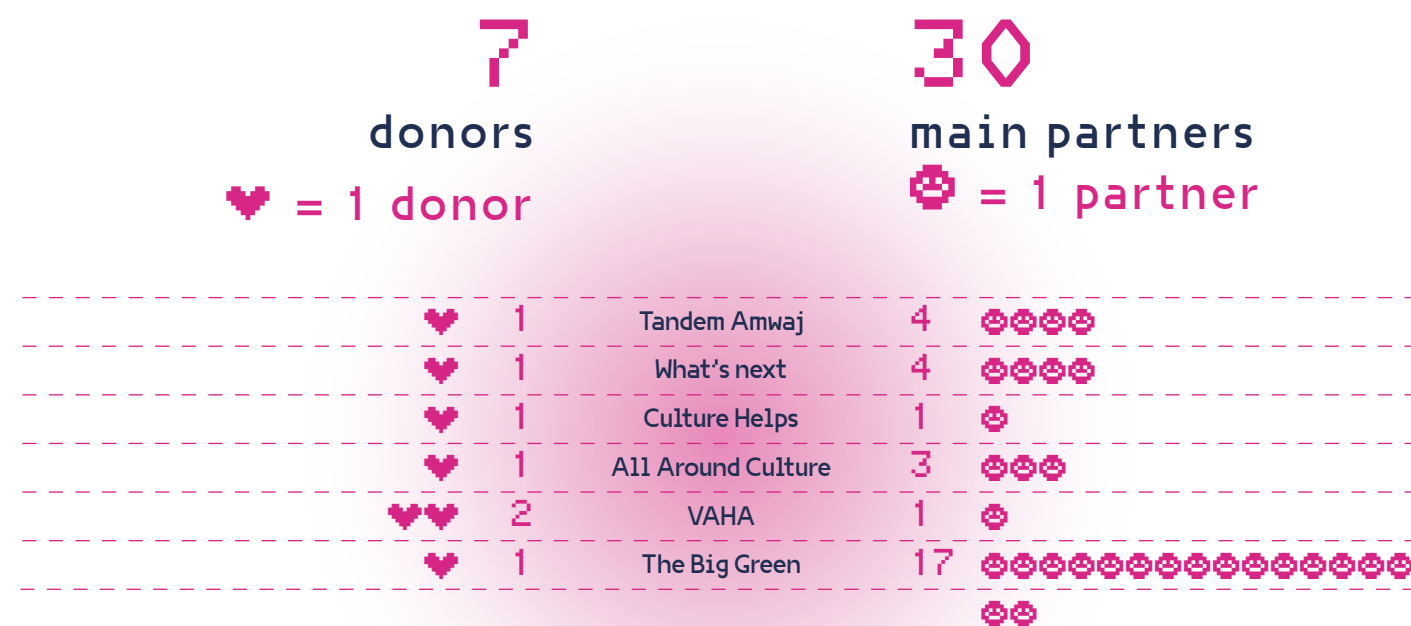 7
donors
= 1 donor
30
main partners
= 1 partner
1 Tandem Amwaj 4
1 What's next 4
1 Culture Helps 1
1 All Around Culture 3
2 VAHA 1
1 The Big Green 17